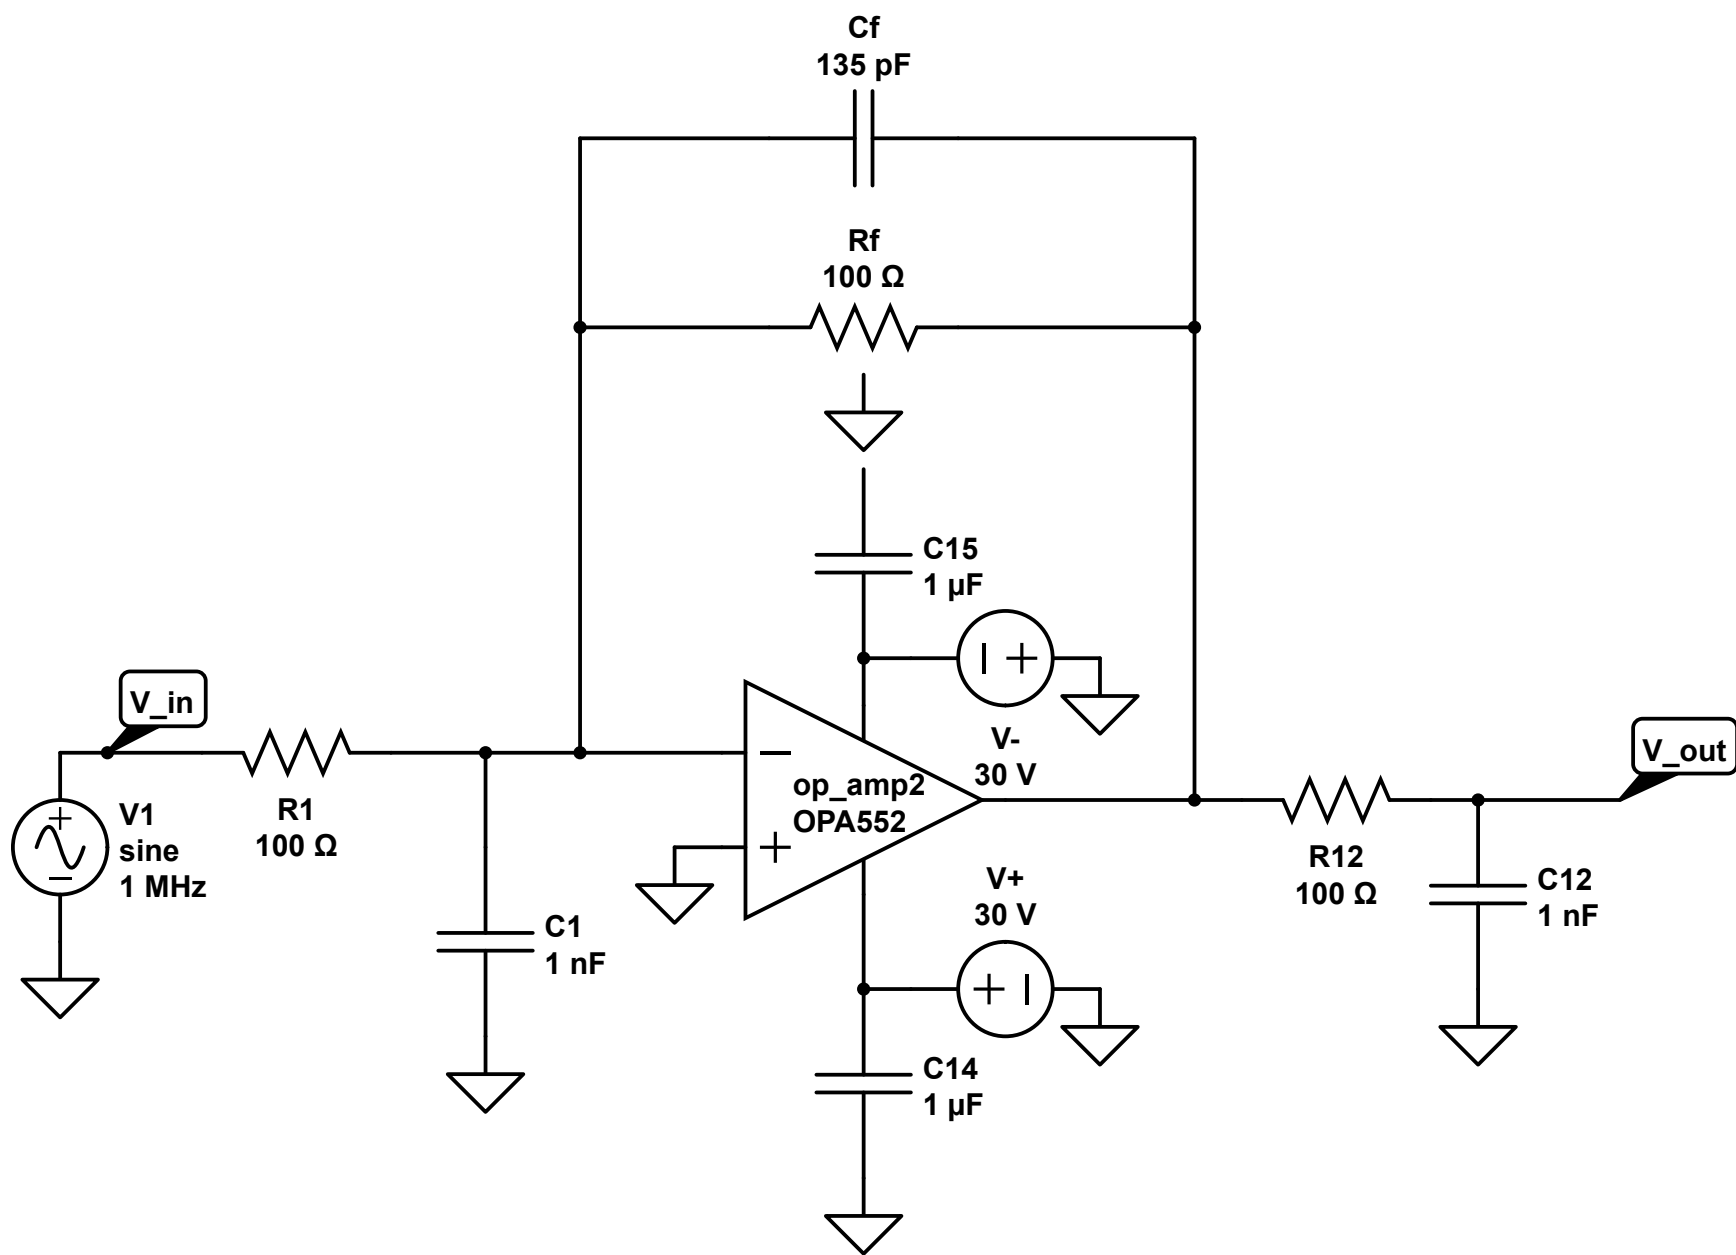 Cf
135 pF
Rf
100 Ω
C15
1 µF
V_in
V-
30 V
V_out
op_amp2
OPA552
R1
100 Ω
V1
sine
1 MHz
R12
100 Ω
C12
1 nF
V+
30 V
C1
1 nF
C14
1 µF